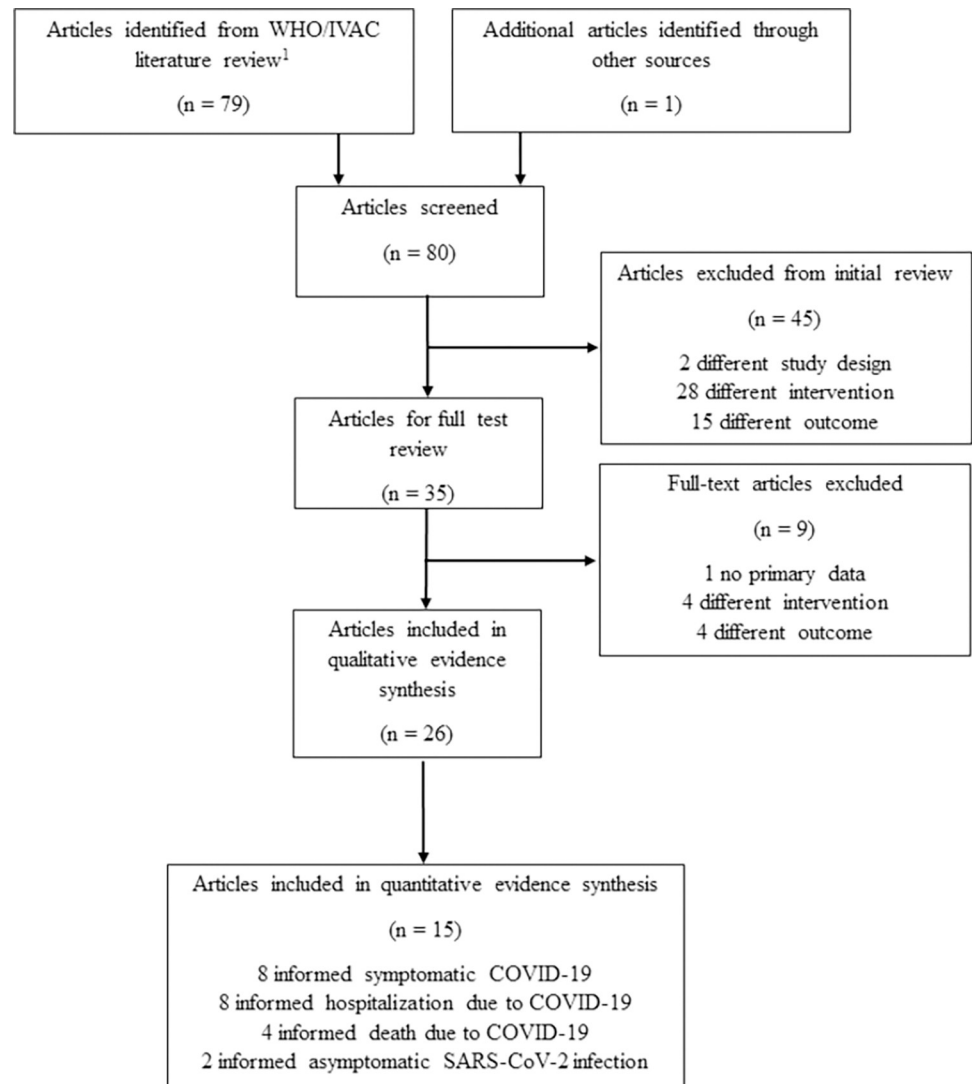 Articles identified from WHO/IVAC
literature review1
(n = 79)
Additional articles identified through
other sources
(n = 1)
Articles screened
(n = 80)
Articles excluded from initial review
(n = 45)
2 different study design
28 different intervention
15 different outcome
Articles for full test
review
(n = 35)
Full-text articles excluded
(n = 9)
1 no primary data
4 different intervention
4 different outcome
Articles included in
qualitative evidence
synthesis
(n = 26)
Articles included in quantitative evidence synthesis
(n = 15)
8 informed symptomatic COVID-19
8 informed hospitalization due to COVID-19
4 informed death due to COVID-19
2 informed asymptomatic SARS-CoV-2 infection